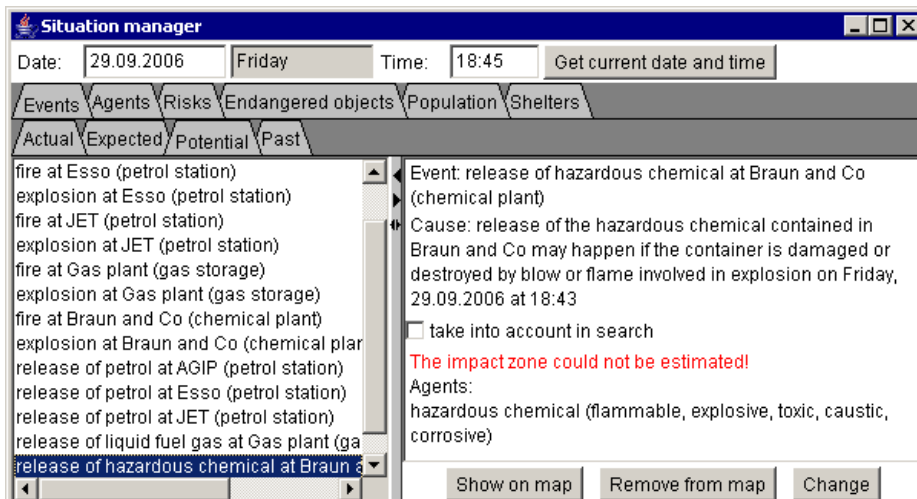 Situation manager
Date: 29.09.2006 Friday Time: 18:45 Get current date and time
Events Agents Risks Endangered objects Population Shelters
Actual Expected Potential Past
fire at Esso (petrol station)
explosion at Esso (petrol station)
fire at JET (petrol station)
explosion at JET (petrol station)
fire at Gas plant (gas storage)
explosion at Gas plant (gas storage)
fire at Braun and Co (chemical plant)
explosion at Braun and Co (chemical plan
release of petrol at AGIP (petrol station)
release of petrol at Esso (petrol station)
release of petrol at JET (petrol station)
release of liquid fuel gas at Gas plant (ga
release of hazardous chemical at Braun a
Event: release of hazardous chemical at Braun and Co
(chemical plant)
Cause: release of the hazardous chemical contained in
Braun and Co may happen if the container is damaged or
destroyed by blow or flame involved in explosion on Friday,
29.09.2006 at 18:43
take into account in search
The impact zone could not be estimated!
Agents:
hazardous chemical (flammable, explosive, toxic, caustic,
corrosive)
Show on map Remove from map Change